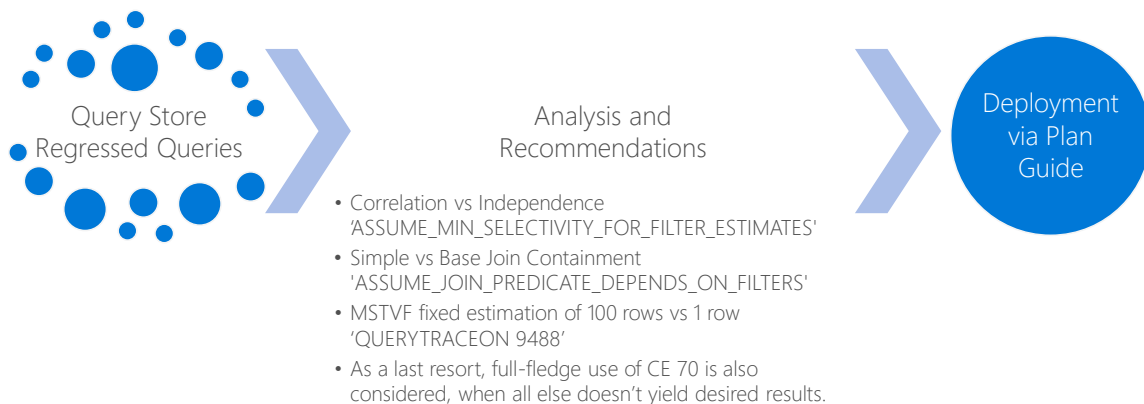 Query Store
Regressed Queries
Analysis and
Recommendations
• Correlation vs Independence
‘ASSUME_MIN_SELECTIVITY_FOR_FILTER_ESTIMATES'
• Simple vs Base Join Containment
'ASSUME_JOIN_PREDICATE_DEPENDS_ON_FILTERS'
• MSTVF fixed estimation of 100 rows vs 1 row
‘QUERYTRACEON 9488’
• As a last resort, full-fledge use of CE 70 is also
considered, when all else doesn’t yield desired results.
Deployment
via Plan
Guide